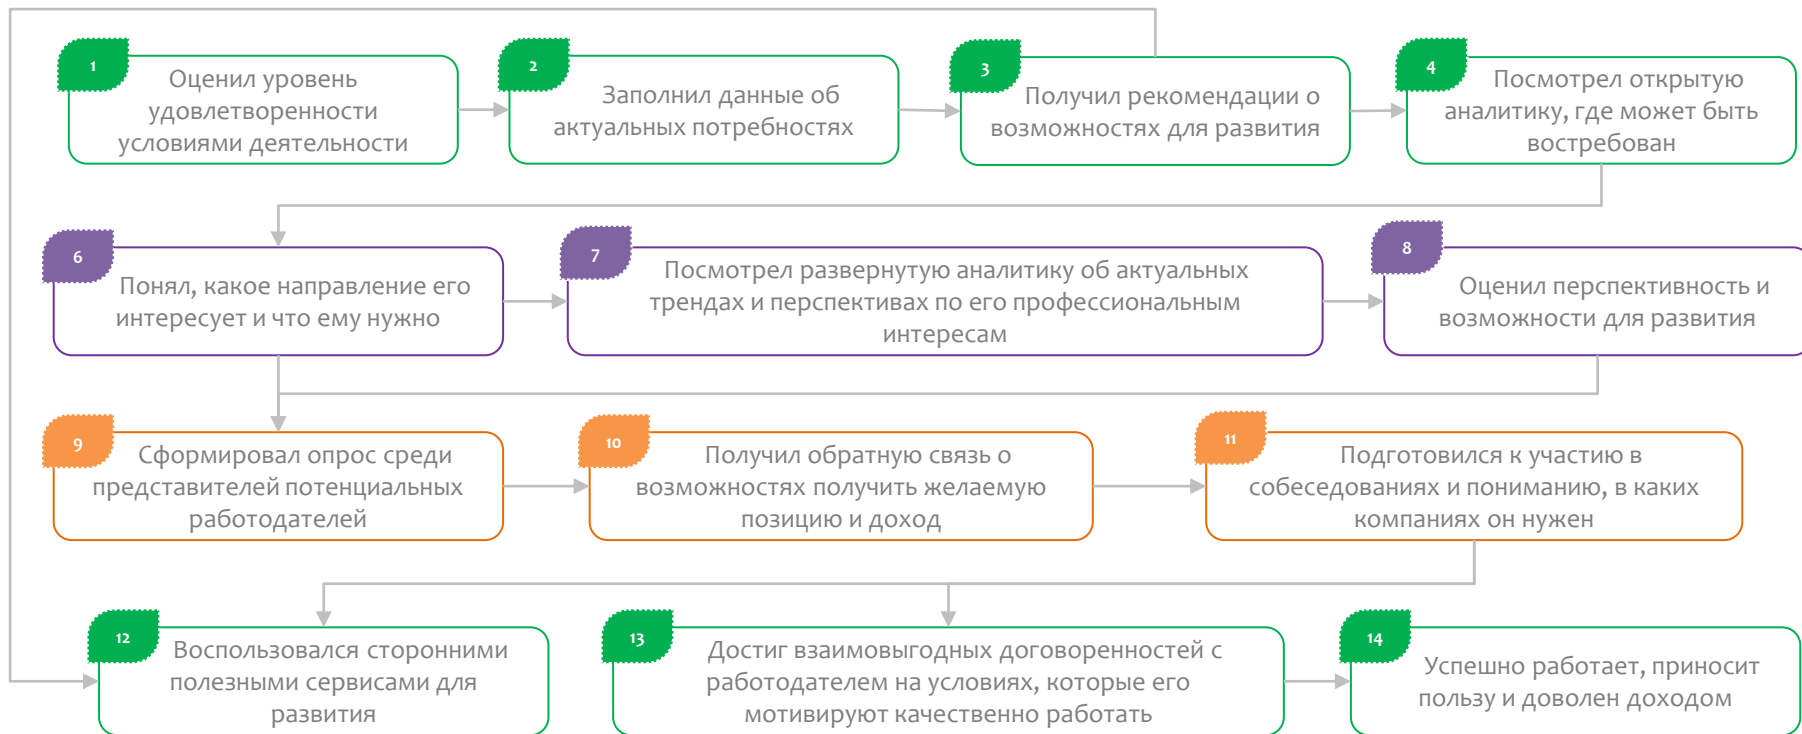 1
Оценил уровень
удовлетворенности
условиями деятельности
2
Заполнил данные об
актуальных потребностях
3
Получил рекомендации о
возможностях для развития
4
Посмотрел открытую
аналитику, где может быть
востребован
6
Понял, какое направление его
интересует и что ему нужно
7
Посмотрел развернутую аналитику об актуальных
трендах и перспективах по его профессиональным
интересам
8
Оценил перспективность и
возможности для развития
9
Сформировал опрос среди
представителей потенциальных
работодателей
10
Получил обратную связь о
возможностях получить желаемую
позицию и доход
11
Подготовился к участию в
собеседованиях и пониманию, в каких
компаниях он нужен
12
Воспользовался сторонними
полезными сервисами для
развития
13
Достиг взаимовыгодных договоренностей с
работодателем на условиях, которые его
мотивируют качественно работать
14
Успешно работает, приносит
пользу и доволен доходом